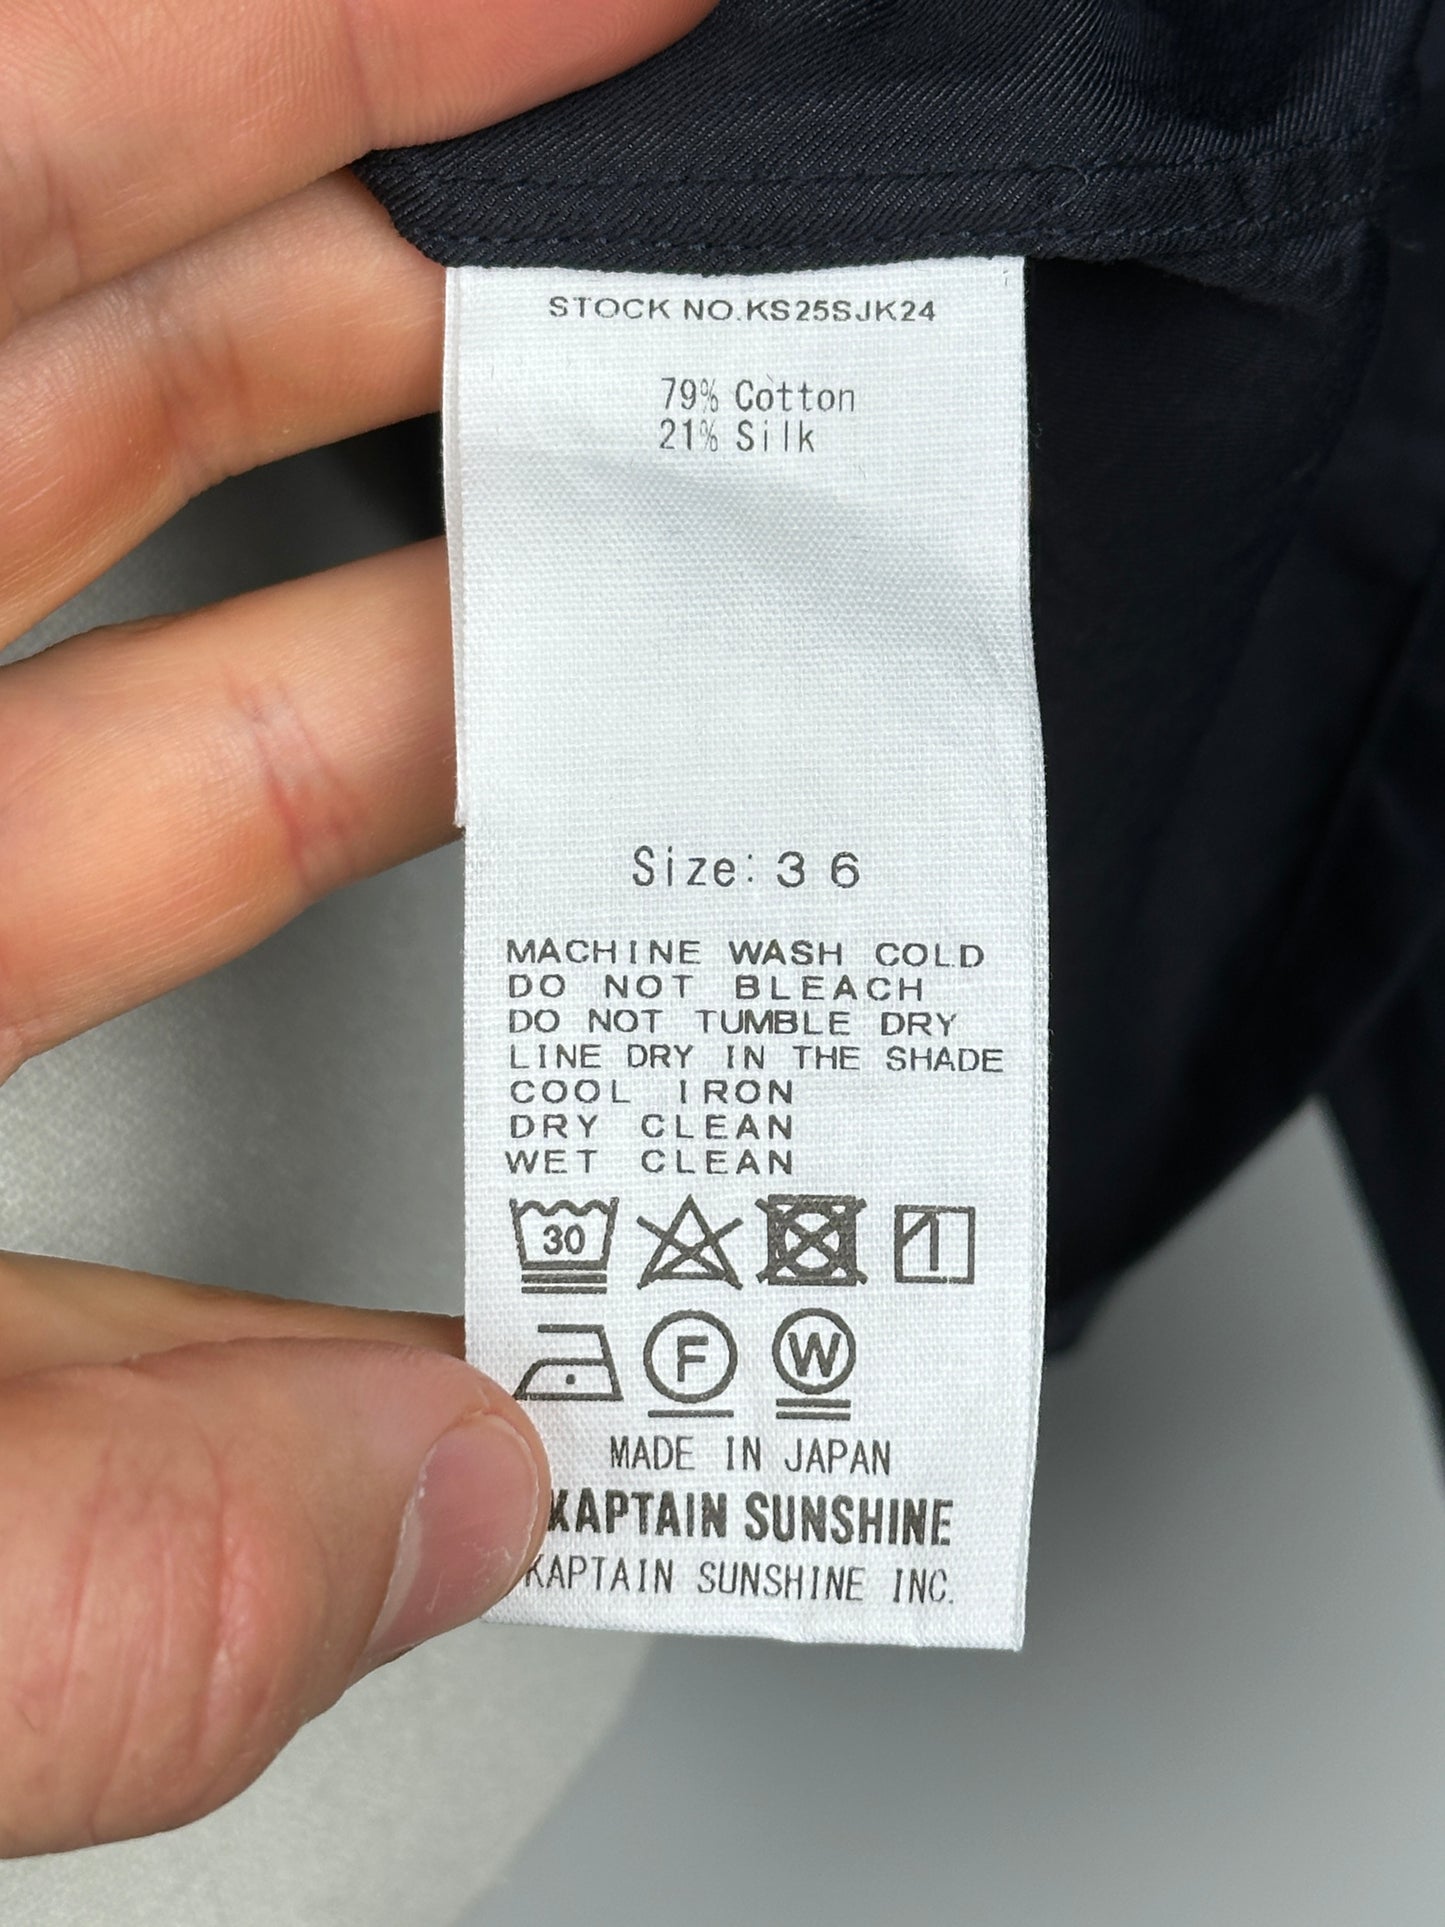 STOCK NO.KS25SJK24
79% Cotton
21% Silk
Size: 36
MACHINE WASH COLD
DO NOT BLEACH
DO NOT TUMBLE DRY
LINE DRY IN THE SHADE
COOL IRON
DRY CLEAN
WET CLEAN
30
F W
MADE IN JAPAN
KAPTAIN SUNSHINE
KAPTAIN SUNSHINE INC.